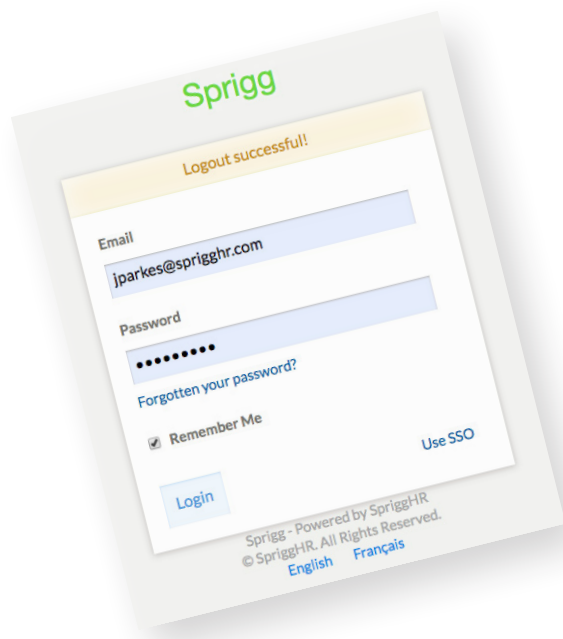 Sprigg
Logout successful!
Email
jparkes@sprigghr.com
Password
•••••••••
Forgotten your password?
Remember Me
Use SSO
Login
Sprigg - Powered by SpriggHR
© SpriggHR. All Rights Reserved.
English Français